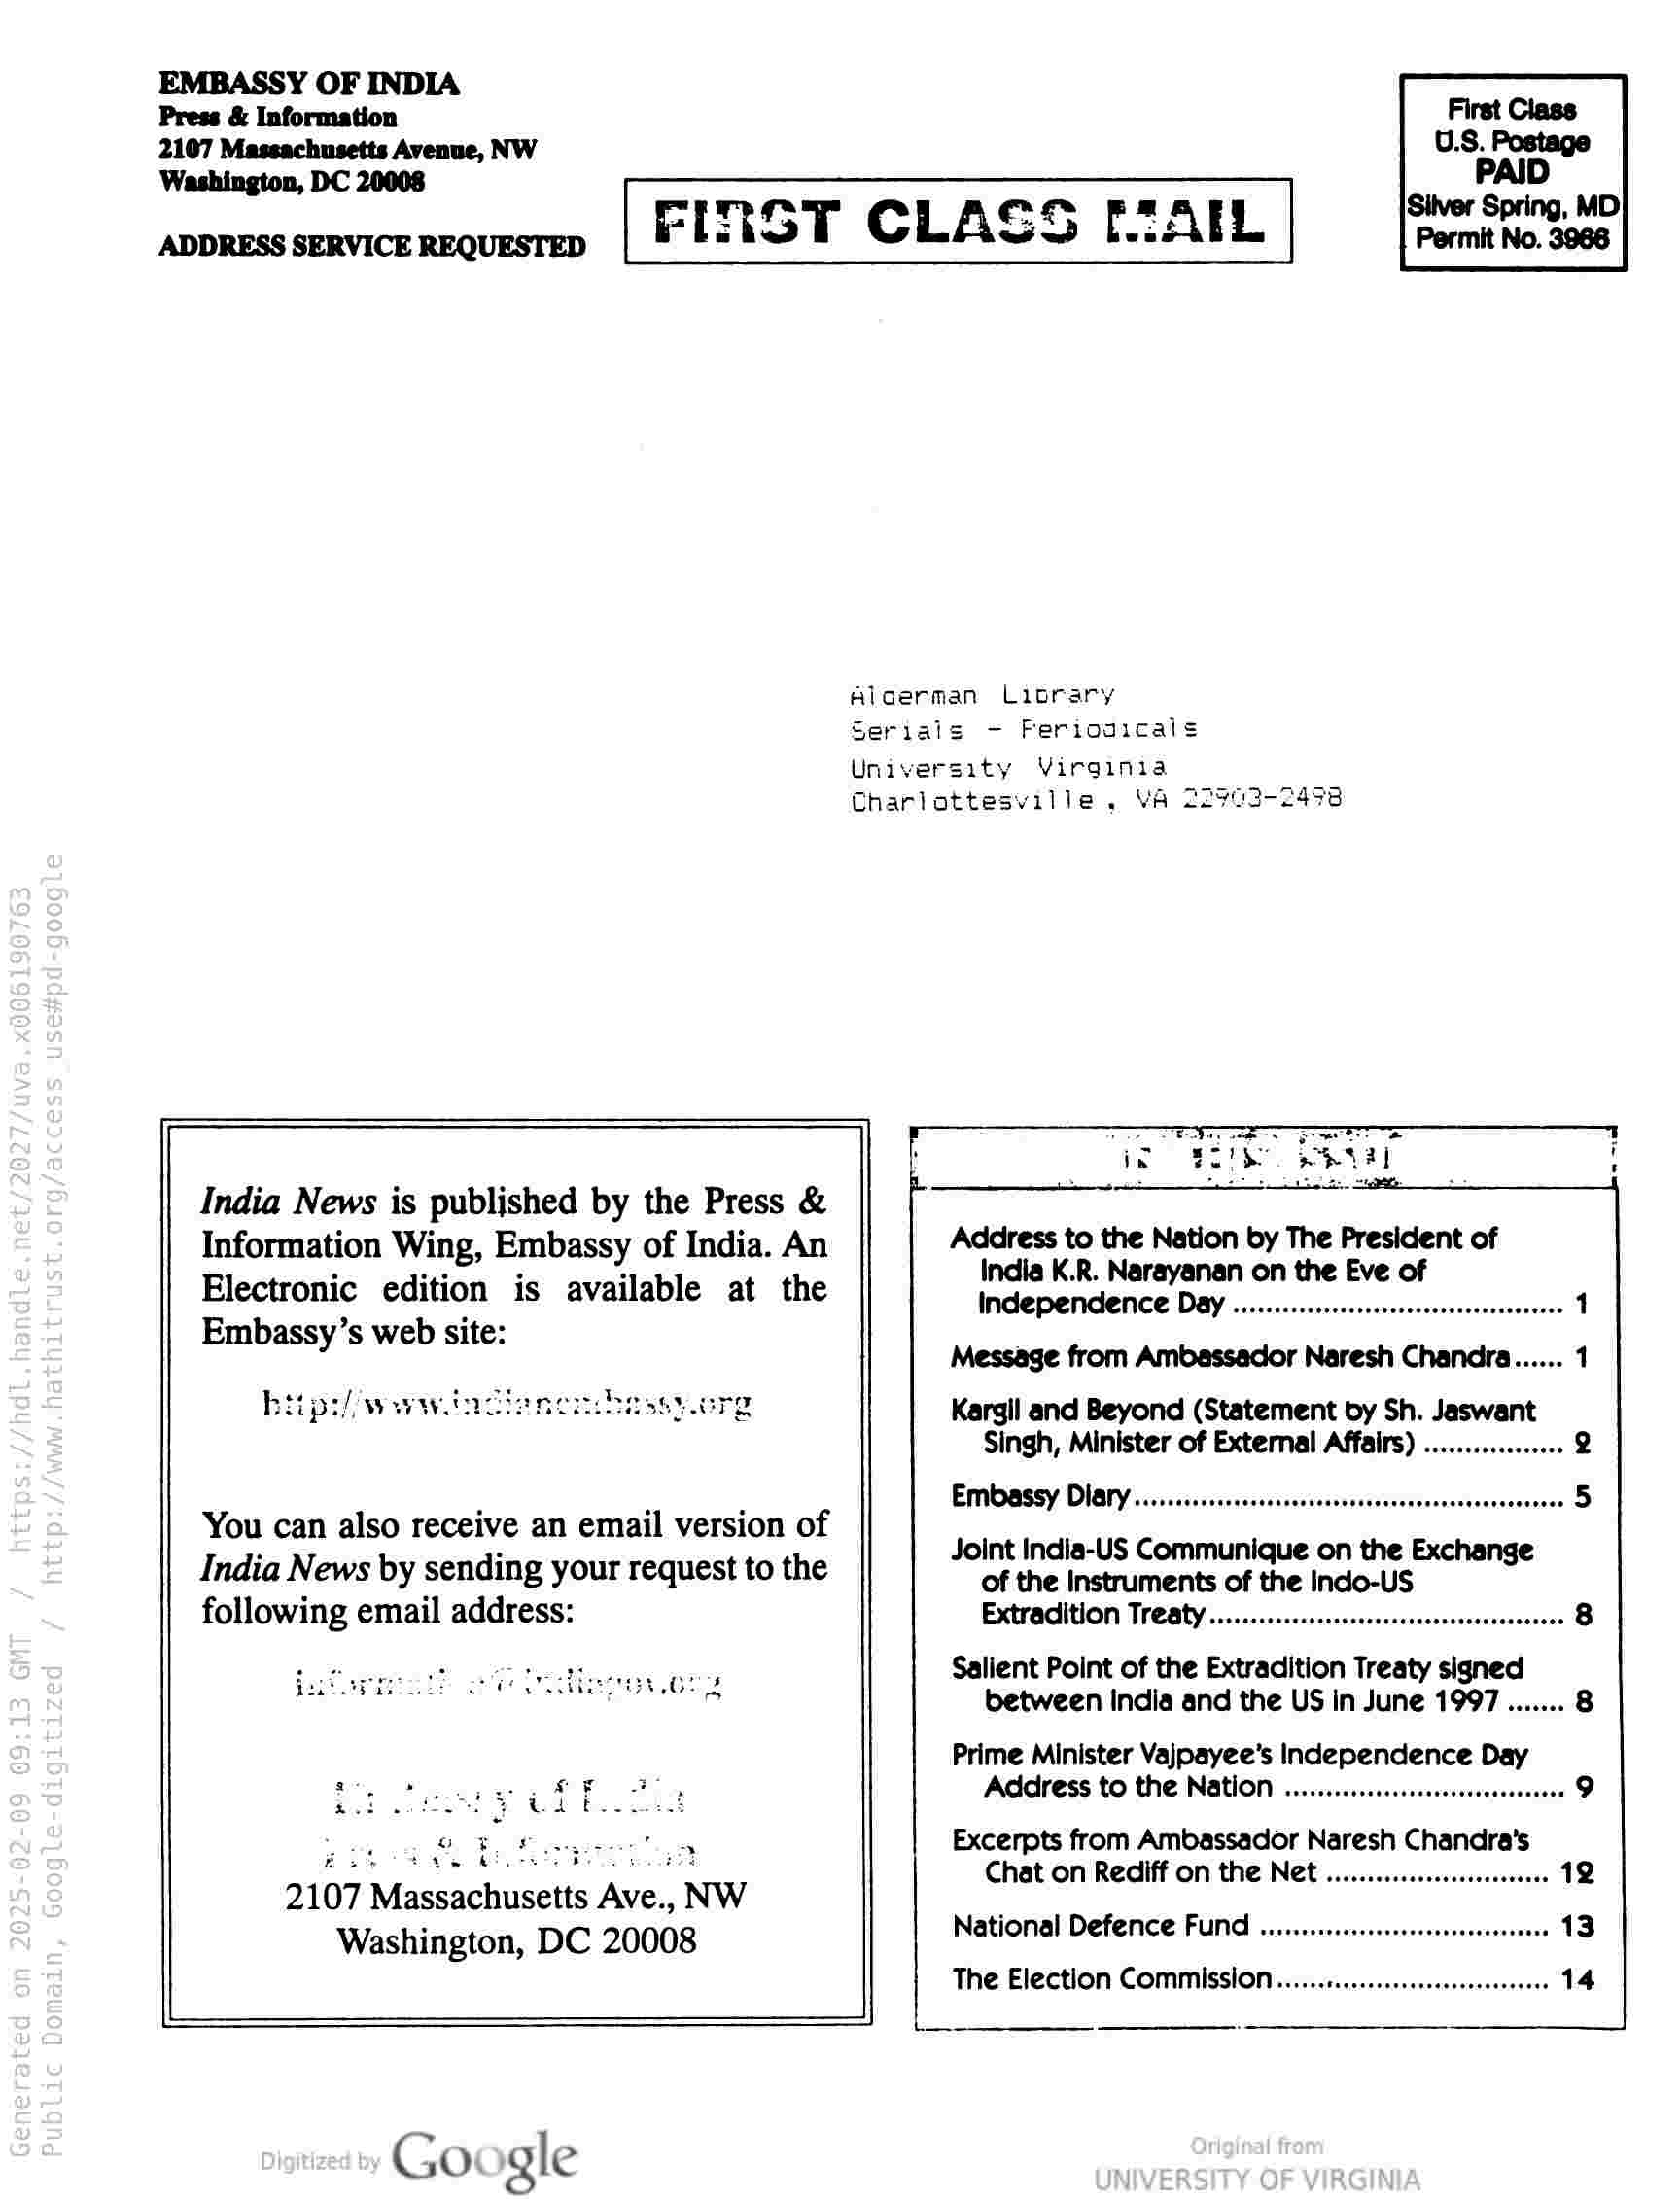 EMBASSY OF INDIA
Press & Information
2107 Massachusetts Avenue, NW
Washington, DC 20008
ADDRESS SERVICE REQUESTED
FIRST CLASS MAIL
First Class
U.S. Postage
PAID
Silver Spring, MD
Permit No. 3966
Alderman Library
Serials - Periodicals
University Virginia
Charlottesville , VA 22903-2498
India News is published by the Press &
Information Wing, Embassy of India. An
Electronic edition is available at the
Embassy's web site:
http://www.indianembassy.org
You can also receive an email version of
India News by sending your request to the
following email address:
information@indiagov.org
Embassy of India
Press & Information
2107 Massachusetts Ave., NW
Washington, DC 20008
IN THIS ISSUE
Address to the Nation by The President of
India K.R. Narayanan on the Eve of
Independence Day ........................................ 1
Message from Ambassador Naresh Chandra...... 1
Kargil and Beyond (Statement by Sh. Jaswant
Singh, Minister of External Affairs) ................. 2
Embassy Diary.................................................... 5
Joint India-US Communique on the Exchange
of the Instruments of the Indo-US
Extradition Treaty........................................... 8
Salient Point of the Extradition Treaty signed
between India and the US in June 1997 ....... 8
Prime Minister Vajpayee's Independence Day
Address to the Nation .................................. 9
Excerpts from Ambassador Naresh Chandra's
Chat on Rediff on the Net ........................... 12
National Defence Fund ................................... 13
The Election Commission................................. 14
Generated on 2025-02-09 09:13 GMT / https://hdl.handle.net/2027/uva.x006190763
Public Domain, Google-digitized / http://www.hathitrust.org/access_use#pd-google
Digitized by Google
Original from
UNIVERSITY OF VIRGINIA